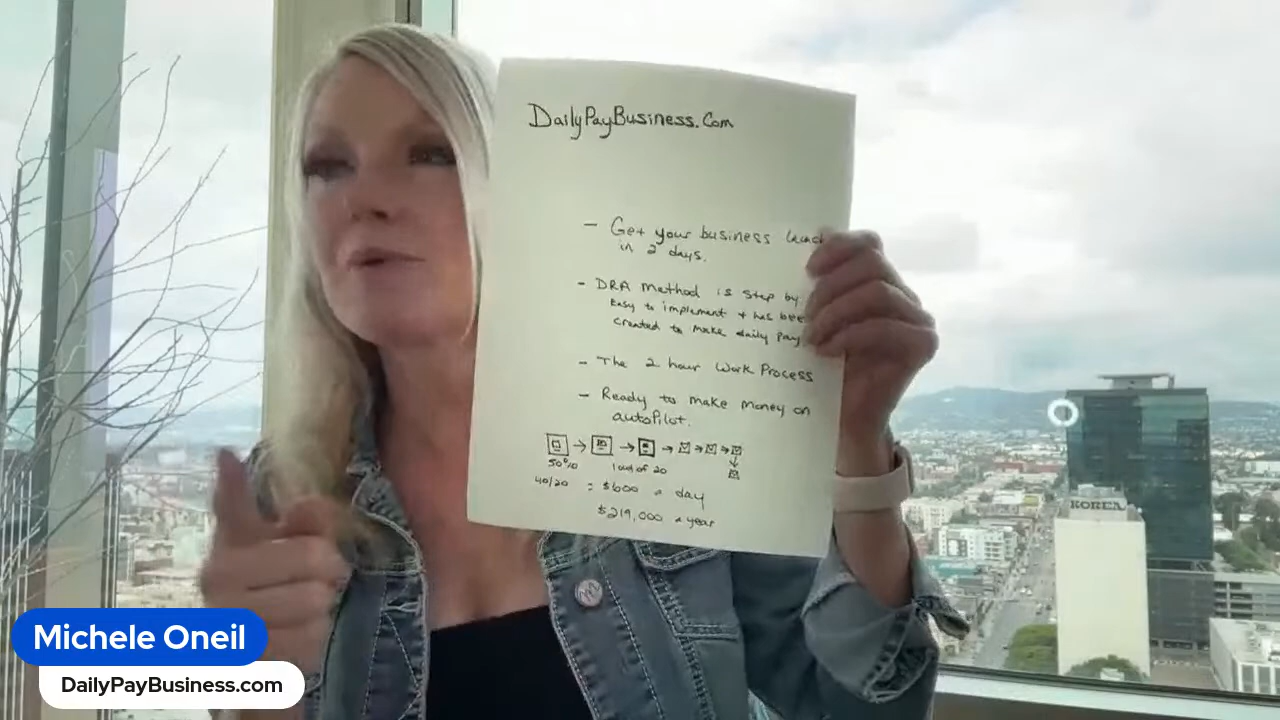 DailyPayBusiness.Com
- Get your business
in 2 days.
- DRA Method is step by
Easy to implement + has
created to make daily pay
- The 2 hour Work Process
- Ready to make money on
autoPilot.
50% 1 out of 20
40/20 = $600 a day
$219,000 a year
KOREA
Michele Oneil
DailyPayBusiness.com